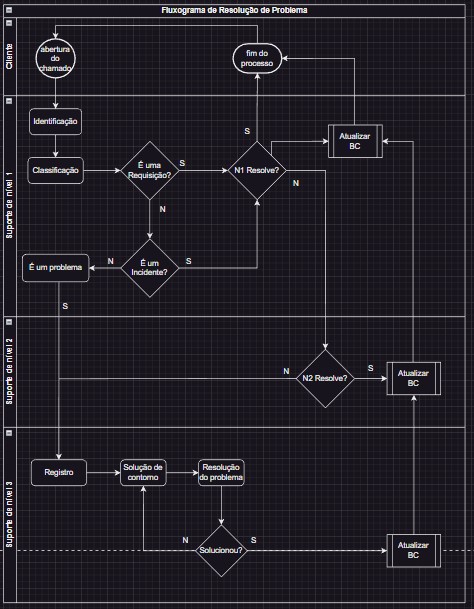 Fluxograma de Resolução de Problema
Cliente
abertura
do
chamado
fim do
processo
Suporte de nível 1
Identificação
Classificação
É uma
Requisição?
S
N
É um
Incidente?
N
S
É um problema
S
S
N1 Resolve?
N
Atualizar
BC
Suporte de nível 2
N
N2 Resolve?
S
Atualizar
BC
Suporte de nível 3
Registro
Solução de
contorno
Resolução
do problema
N
Solucionou?
S
Atualizar
BC